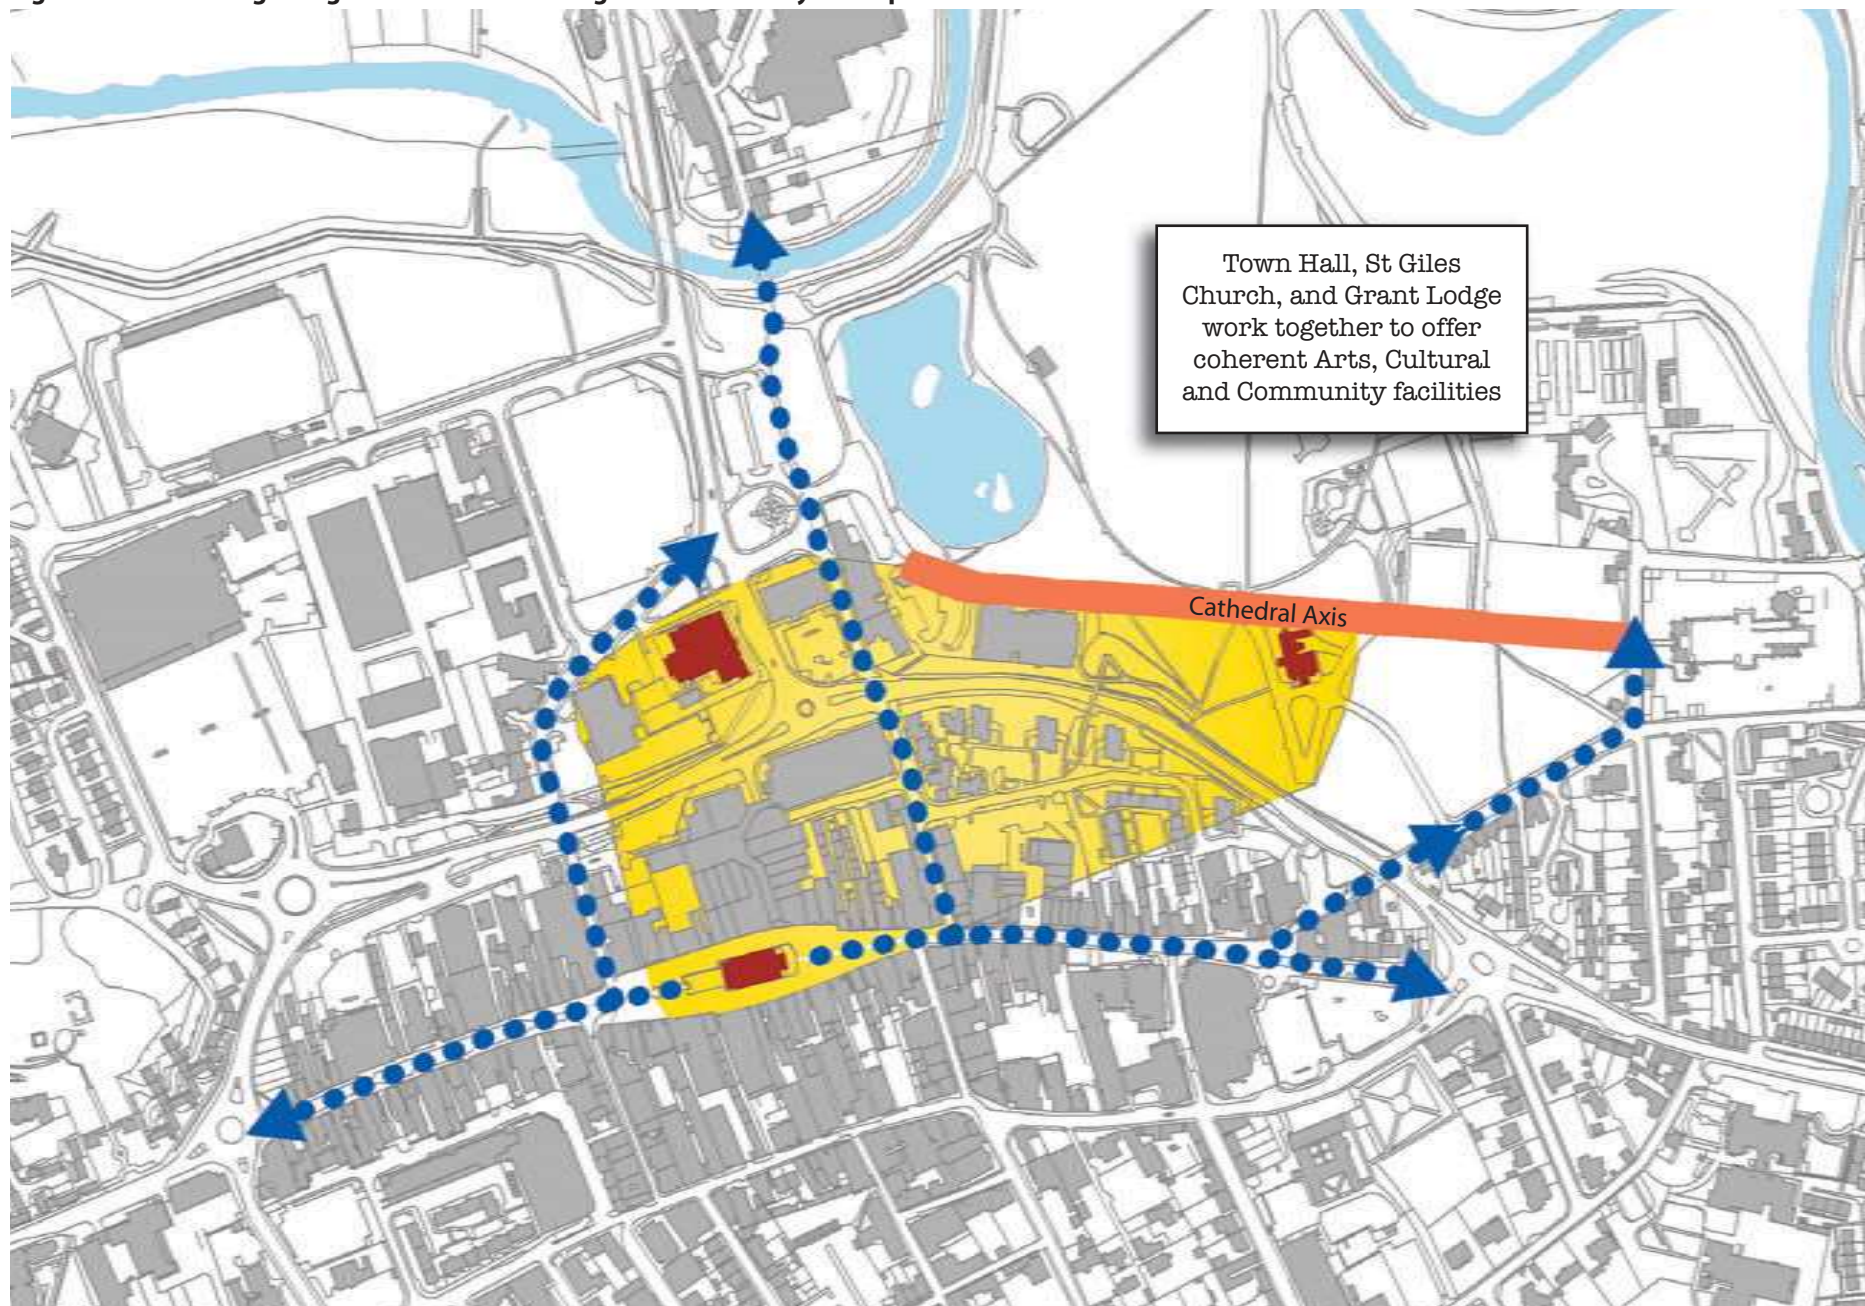 Town Hall, St Giles
Church, and Grant Lodge
work together to offer
coherent Arts, Cultural
and Community facilities
Cathedral Axis